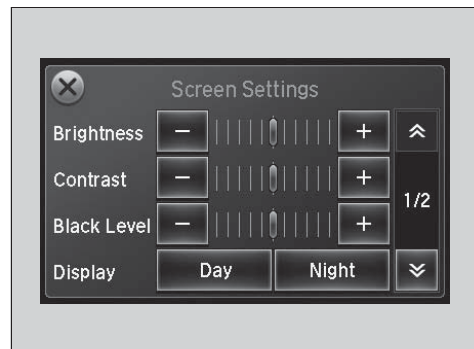 Screen Settings
Brightness − +
Contrast − +
1/2
Black Level − +
Display Day Night